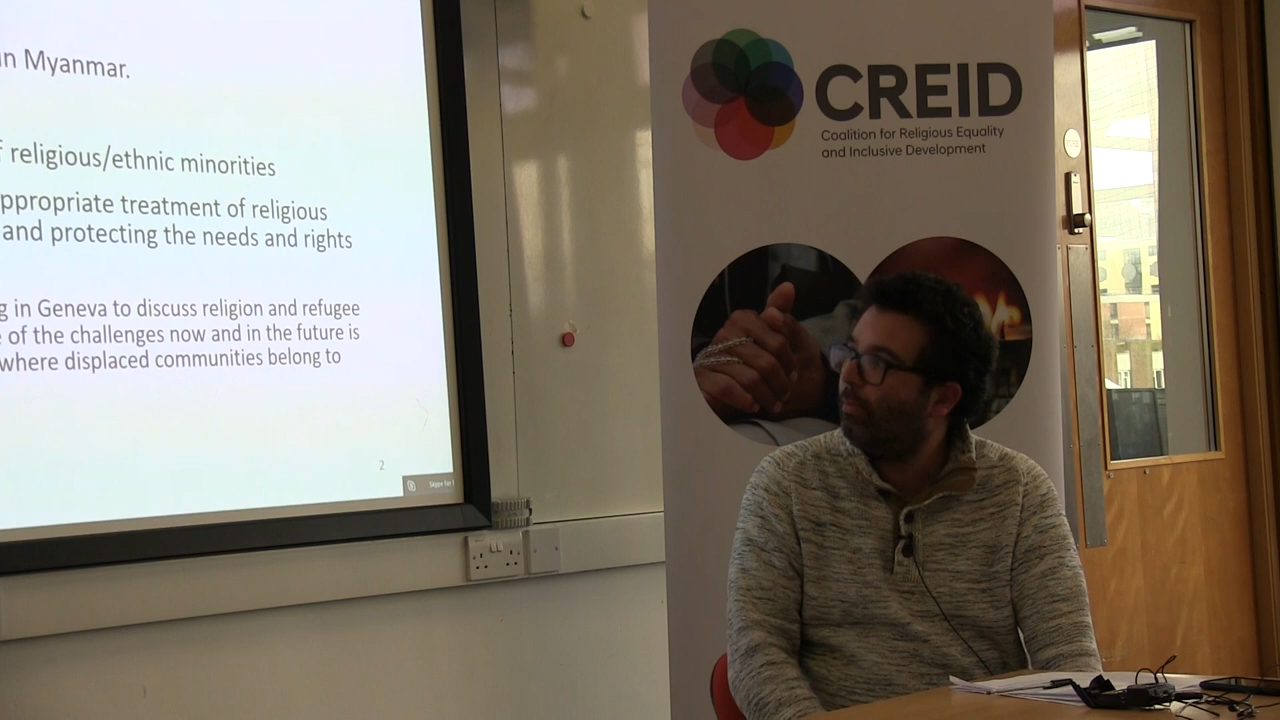 n Myanmar.
f religious/ethnic minorities
ppropriate treatment of religious
and protecting the needs and rights
g in Geneva to discuss religion and refugee
e of the challenges now and in the future is
where displaced communities belong to
2
Skype for
CREID
Coalition for Religious Equality
and Inclusive Development